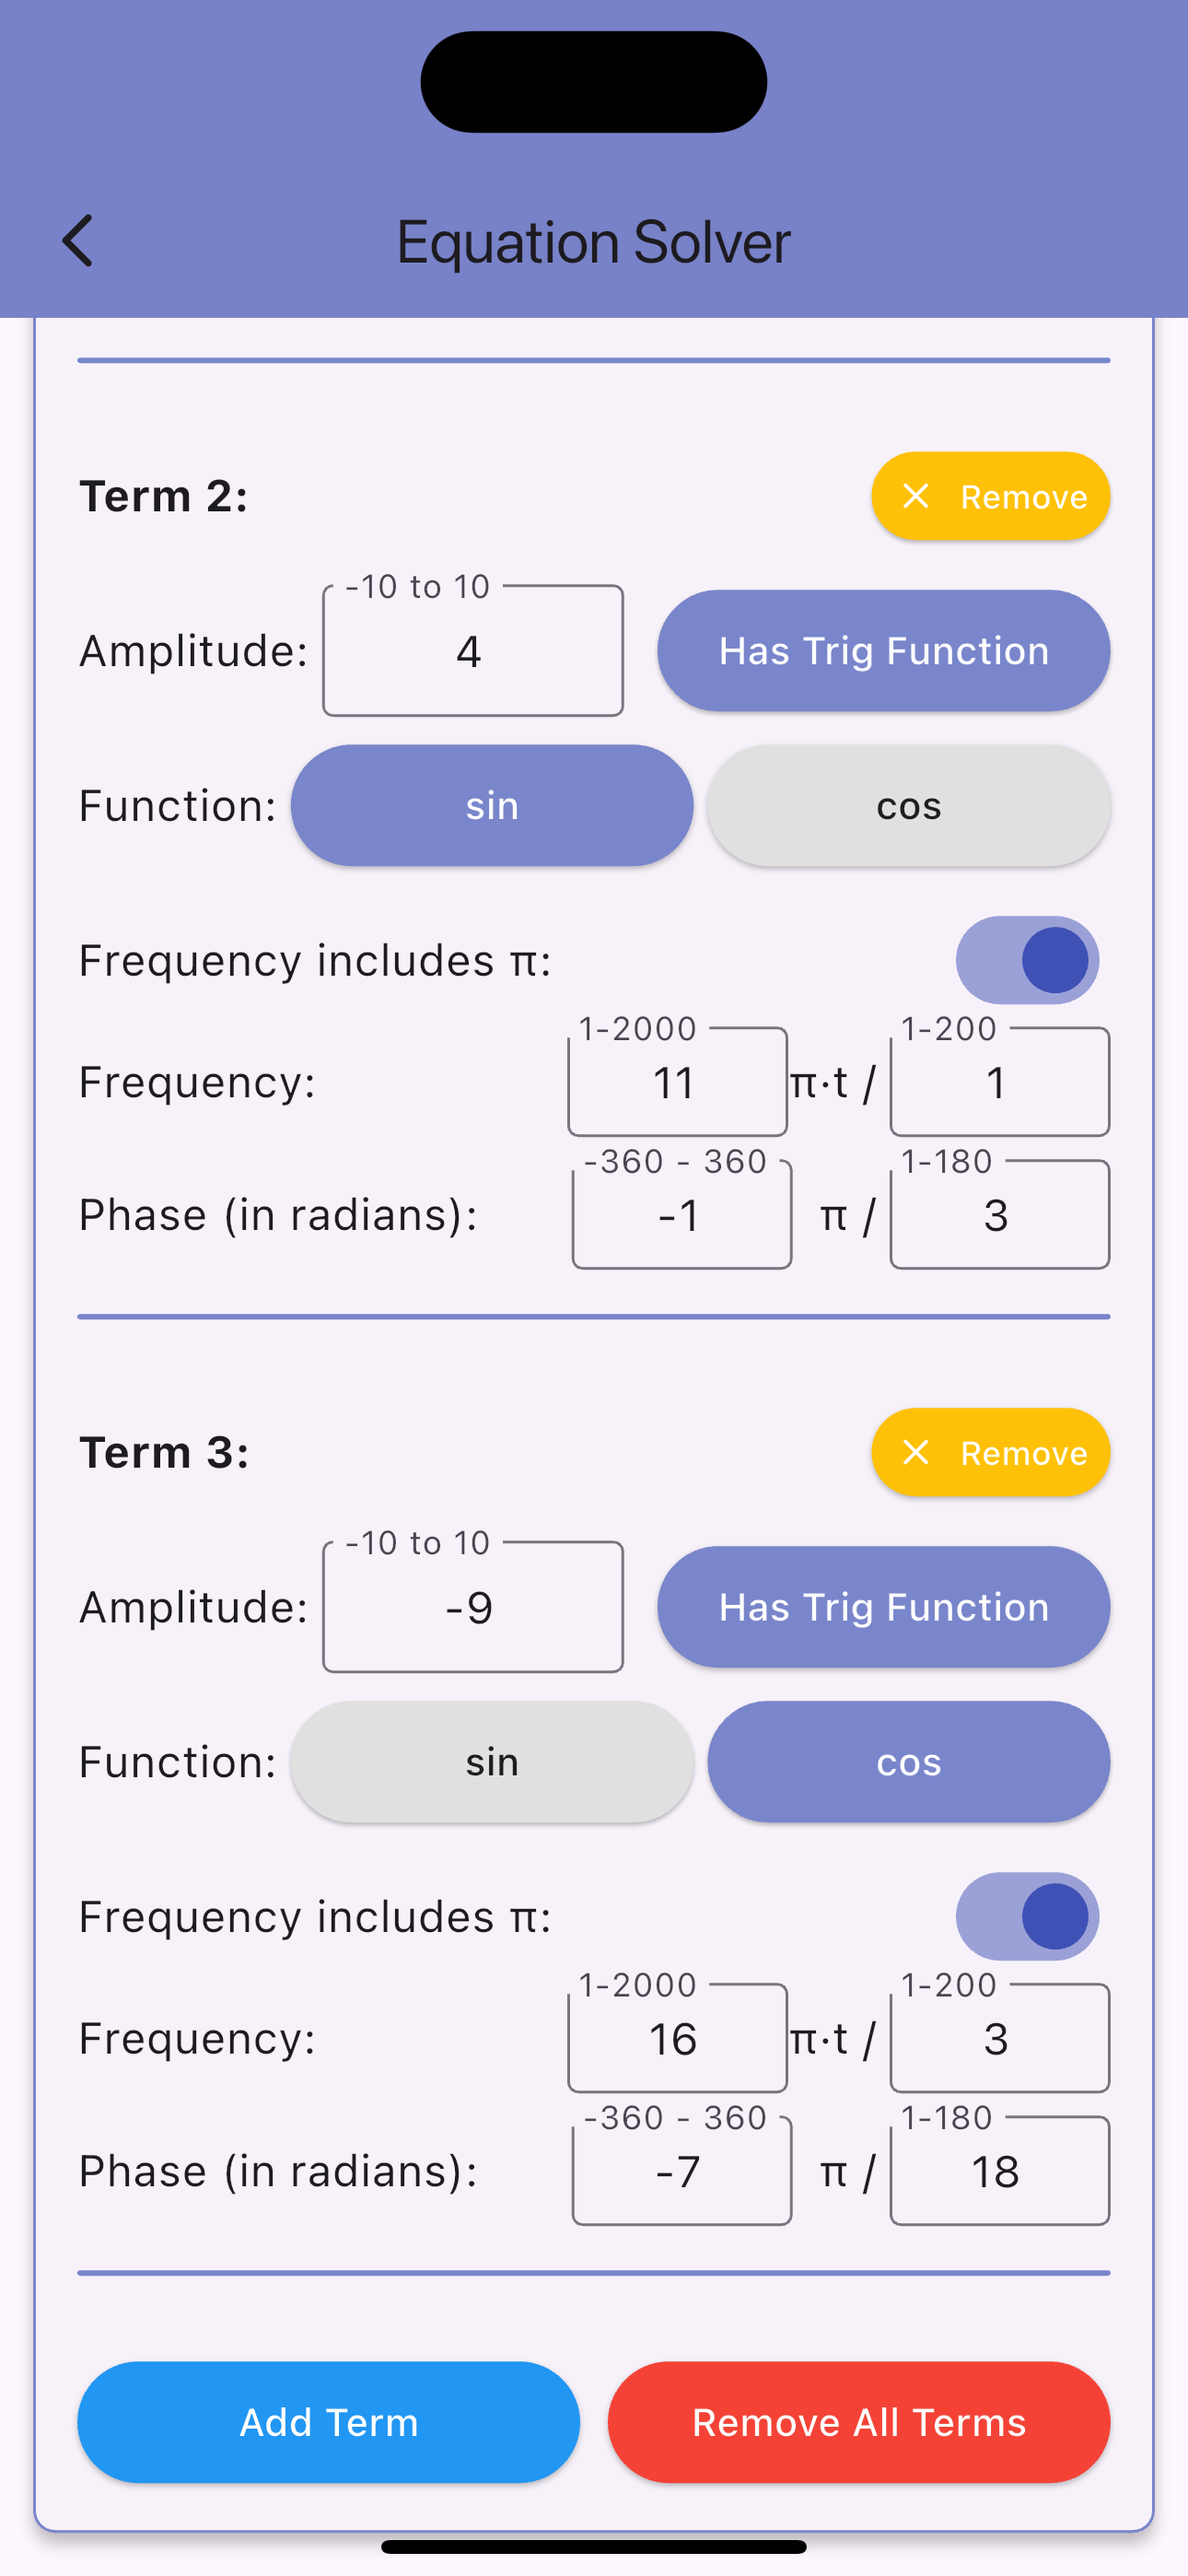 Equation Solver
Term 2:
Remove
-10 to 10
Amplitude: 4 Has Trig Function
Function: sin cos
Frequency includes π:
1-2000 1-200
Frequency: 11 π·t / 1
-360 - 360 1-180
Phase (in radians): -1 π / 3
Term 3:
Remove
-10 to 10
Amplitude: -9 Has Trig Function
Function: sin cos
Frequency includes π:
1-2000 1-200
Frequency: 16 π·t / 3
-360 - 360 1-180
Phase (in radians): -7 π / 18
Add Term Remove All Terms